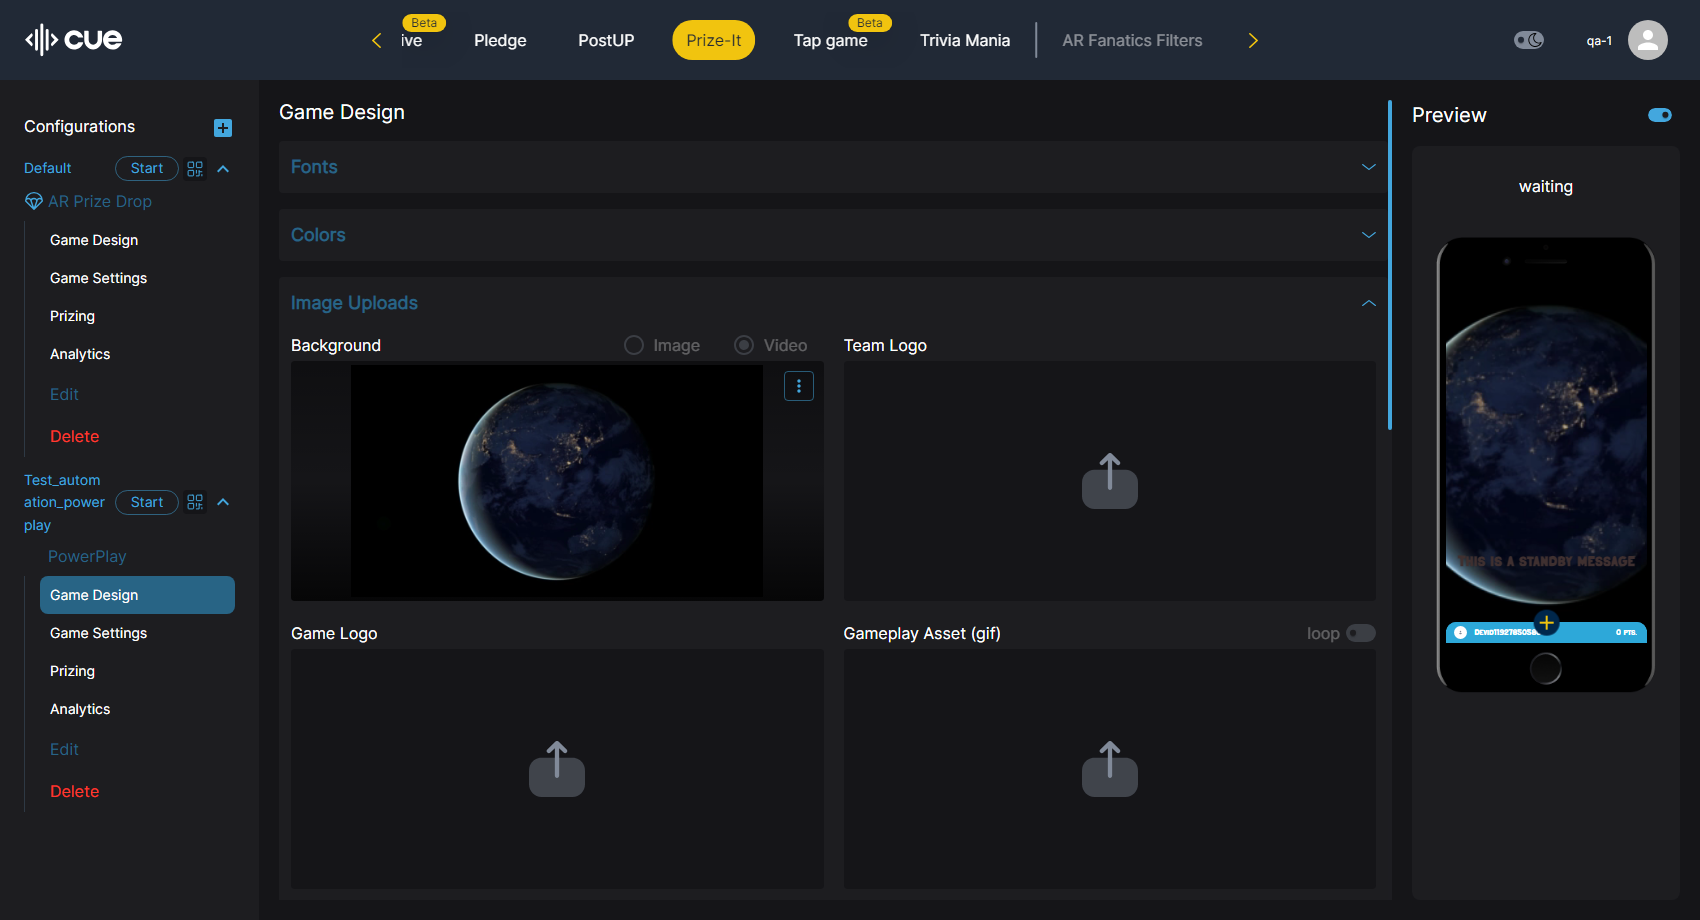 cue
Beta
ive
Pledge
PostUP
Prize-It
Beta
Tap game
Trivia Mania
AR Fanatics Filters
qa-1
Configurations
Default
Start
AR Prize Drop
Game Design
Game Settings
Prizing
Analytics
Edit
Delete
Test_autom
ation_power
play
Start
PowerPlay
Game Design
Game Settings
Prizing
Analytics
Edit
Delete
Game Design
Fonts
Colors
Image Uploads
Background
Image
Video
Team Logo
Game Logo
Gameplay Asset (gif)
loop
Preview
waiting
THIS IS A STANDBY MESSAGE
0 PTS.